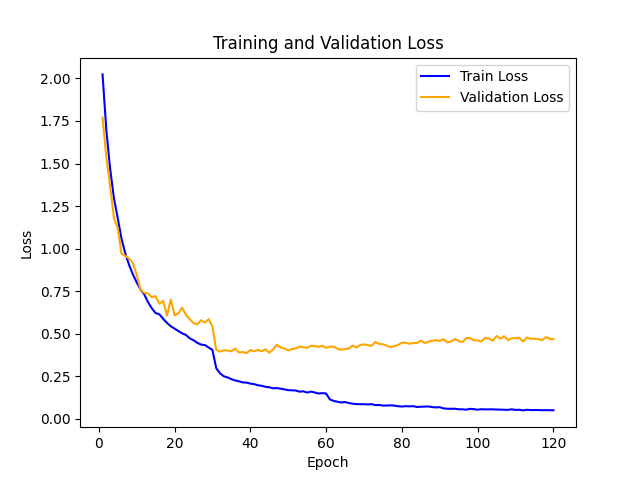 Training and Validation Loss
Train Loss
Validation Loss
2.00
1.75
1.50
1.25
1.00
0.75
0.50
0.25
0.00
Loss
0 20 40 60 80 100 120
Epoch